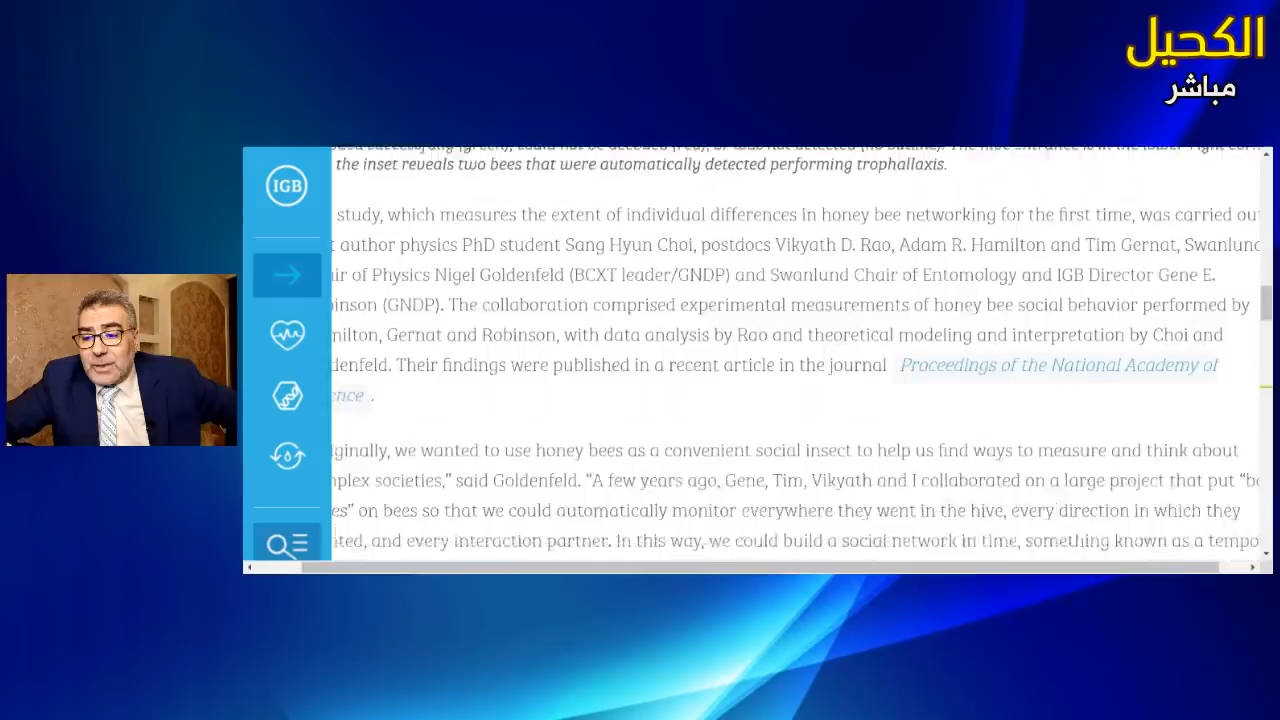 الكحيل
مباشر
IGB
the inset reveals two bees that were automatically detected performing trophallaxis.
study, which measures the extent of individual differences in honey bee networking for the first time, was carried out
author physics PhD student Sang Hyun Choi, postdocs Vikyath D. Rao, Adam R. Hamilton and Tim Gernat, Swanlund
ir of Physics Nigel Goldenfeld (BCXT leader/GNDP) and Swanlund Chair of Entomology and IGB Director Gene E.
inson (GNDP). The collaboration comprised experimental measurements of honey bee social behavior performed by
nilton, Gernat and Robinson, with data analysis by Rao and theoretical modeling and interpretation by Choi and
denfeld. Their findings were published in a recent article in the journal Proceedings of the National Academy of
nce .
ginally, we wanted to use honey bees as a convenient social insect to help us find ways to measure and think about
plex societies,” said Goldenfeld. “A few years ago, Gene, Tim, Vikyath and I collaborated on a large project that put “b
es” on bees so that we could automatically monitor everywhere they went in the hive, every direction in which they
ted, and every interaction partner. In this way, we could build a social network in time, something known as a tempo